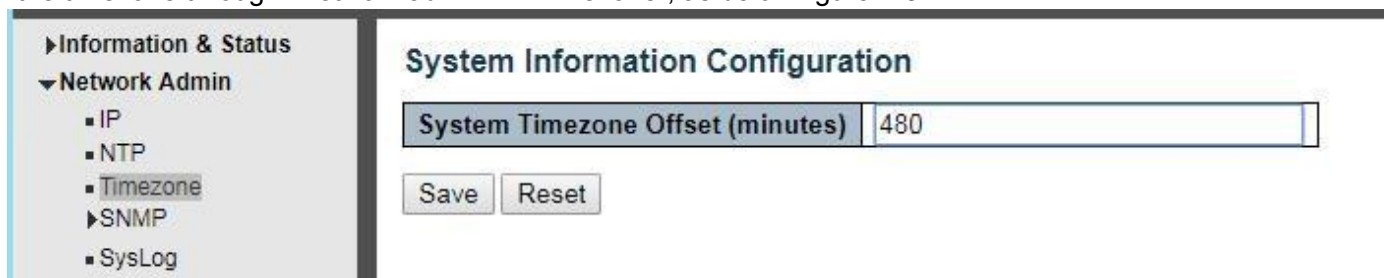 Information & Status
Network Admin
IP
NTP
Timezone
SNMP
SysLog
System Information Configuration
System Timezone Offset (minutes) 480
Save Reset